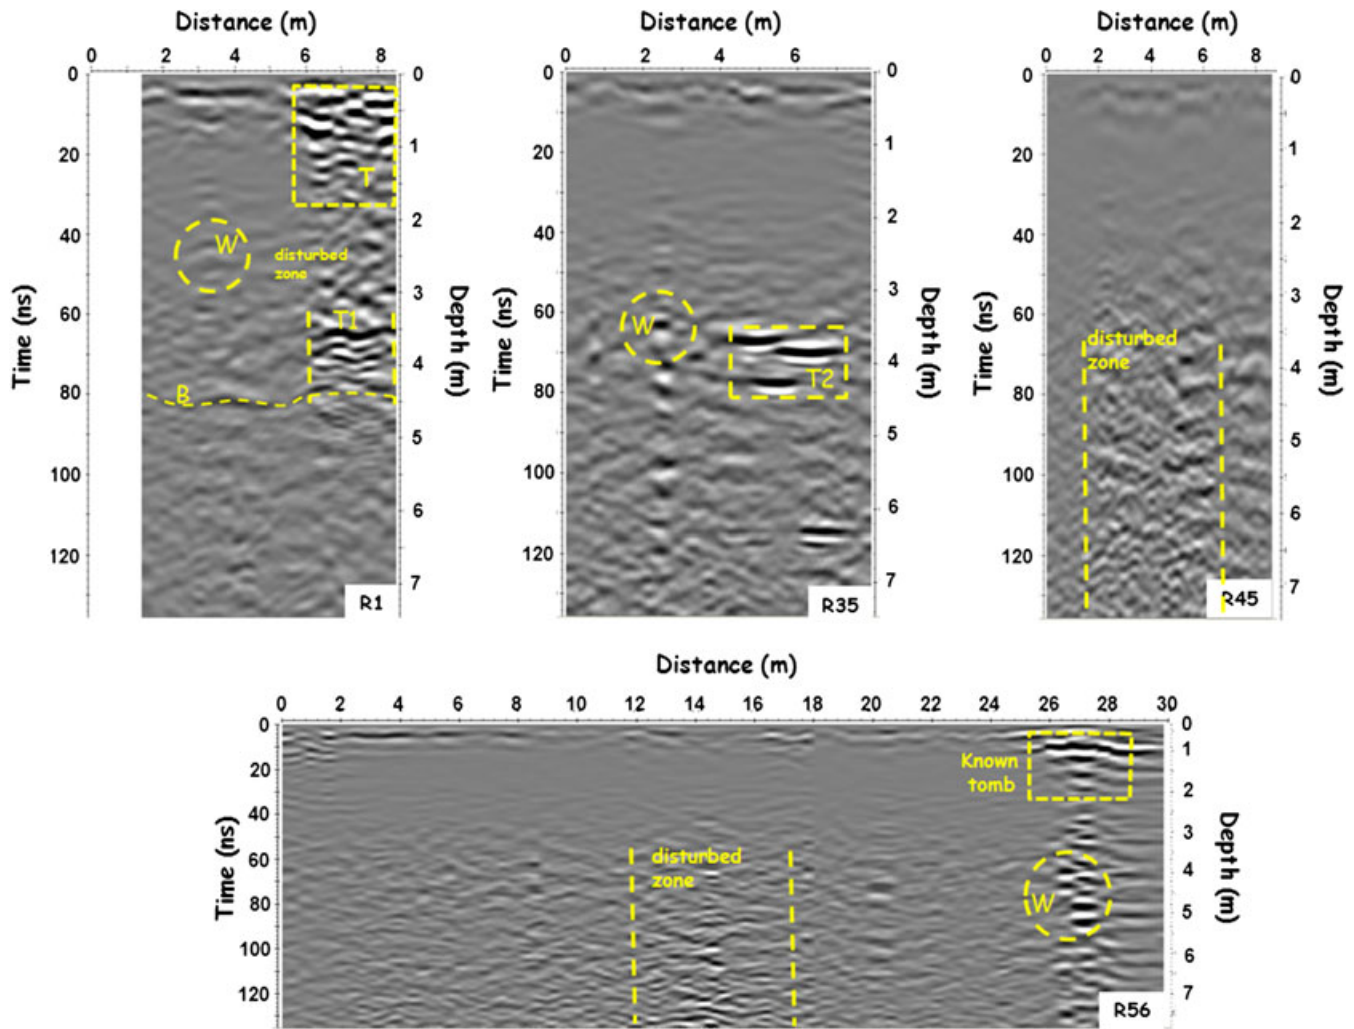 Distance (m)
0 2 4 6 8
0
20
40
60
80
100
120
Time (ns)
0
1
2
3
4
5
6
7
Depth (m)
T
W
disturbed
zone
T1
B
R1
Distance (m)
0 2 4 6
0
20
40
60
80
100
120
Time (ns)
0
1
2
3
4
5
6
7
Depth (m)
W
T2
R35
Distance (m)
0 2 4 6 8
0
20
40
60
80
100
120
Time (ns)
0
1
2
3
4
5
6
7
Depth (m)
disturbed
zone
R45
Distance (m)
0 2 4 6 8 10 12 14 16 18 20 22 24 26 28 30
0
20
40
60
80
100
120
Time (ns)
0
1
2
3
4
5
6
7
Depth (m)
Known
tomb
disturbed
zone
W
R56